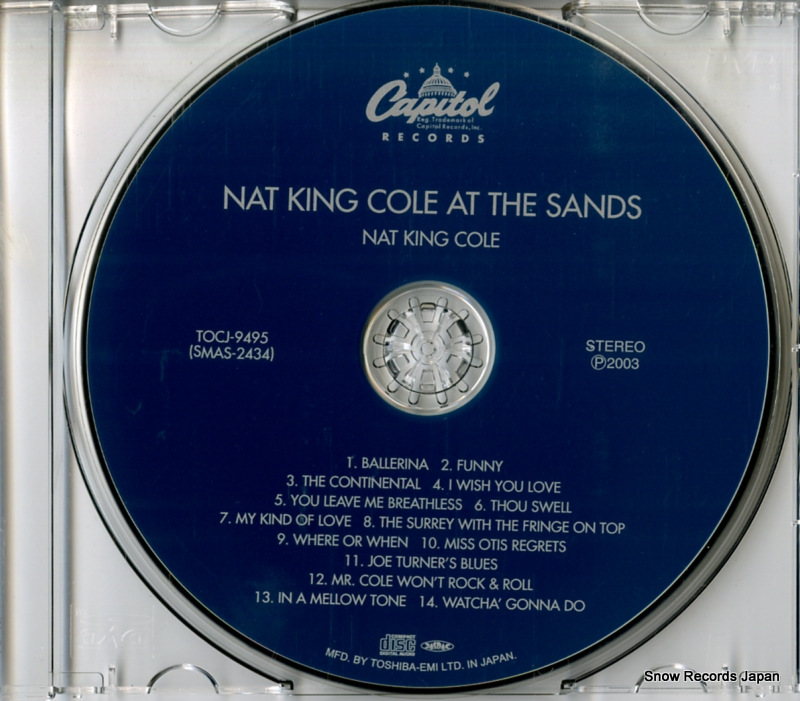 Capitol
Reg. Trademark of
Capitol Records, Inc.
RECORDS
NAT KING COLE AT THE SANDS
NAT KING COLE
TOCJ-9495
(SMAS-2434)
STEREO
Ⓟ2003
1. BALLERINA 2. FUNNY
3. THE CONTINENTAL 4. I WISH YOU LOVE
5. YOU LEAVE ME BREATHLESS 6. THOU SWELL
7. MY KIND OF LOVE 8. THE SURREY WITH THE FRINGE ON TOP
9. WHERE OR WHEN 10. MISS OTIS REGRETS
11. JOE TURNER'S BLUES
12. MR. COLE WON'T ROCK & ROLL
13. IN A MELLOW TONE 14. WATCHA' GONNA DO
COMPACT
disc
DIGITAL AUDIO
MFD. BY TOSHIBA-EMI LTD. IN JAPAN.
Snow Records Japan